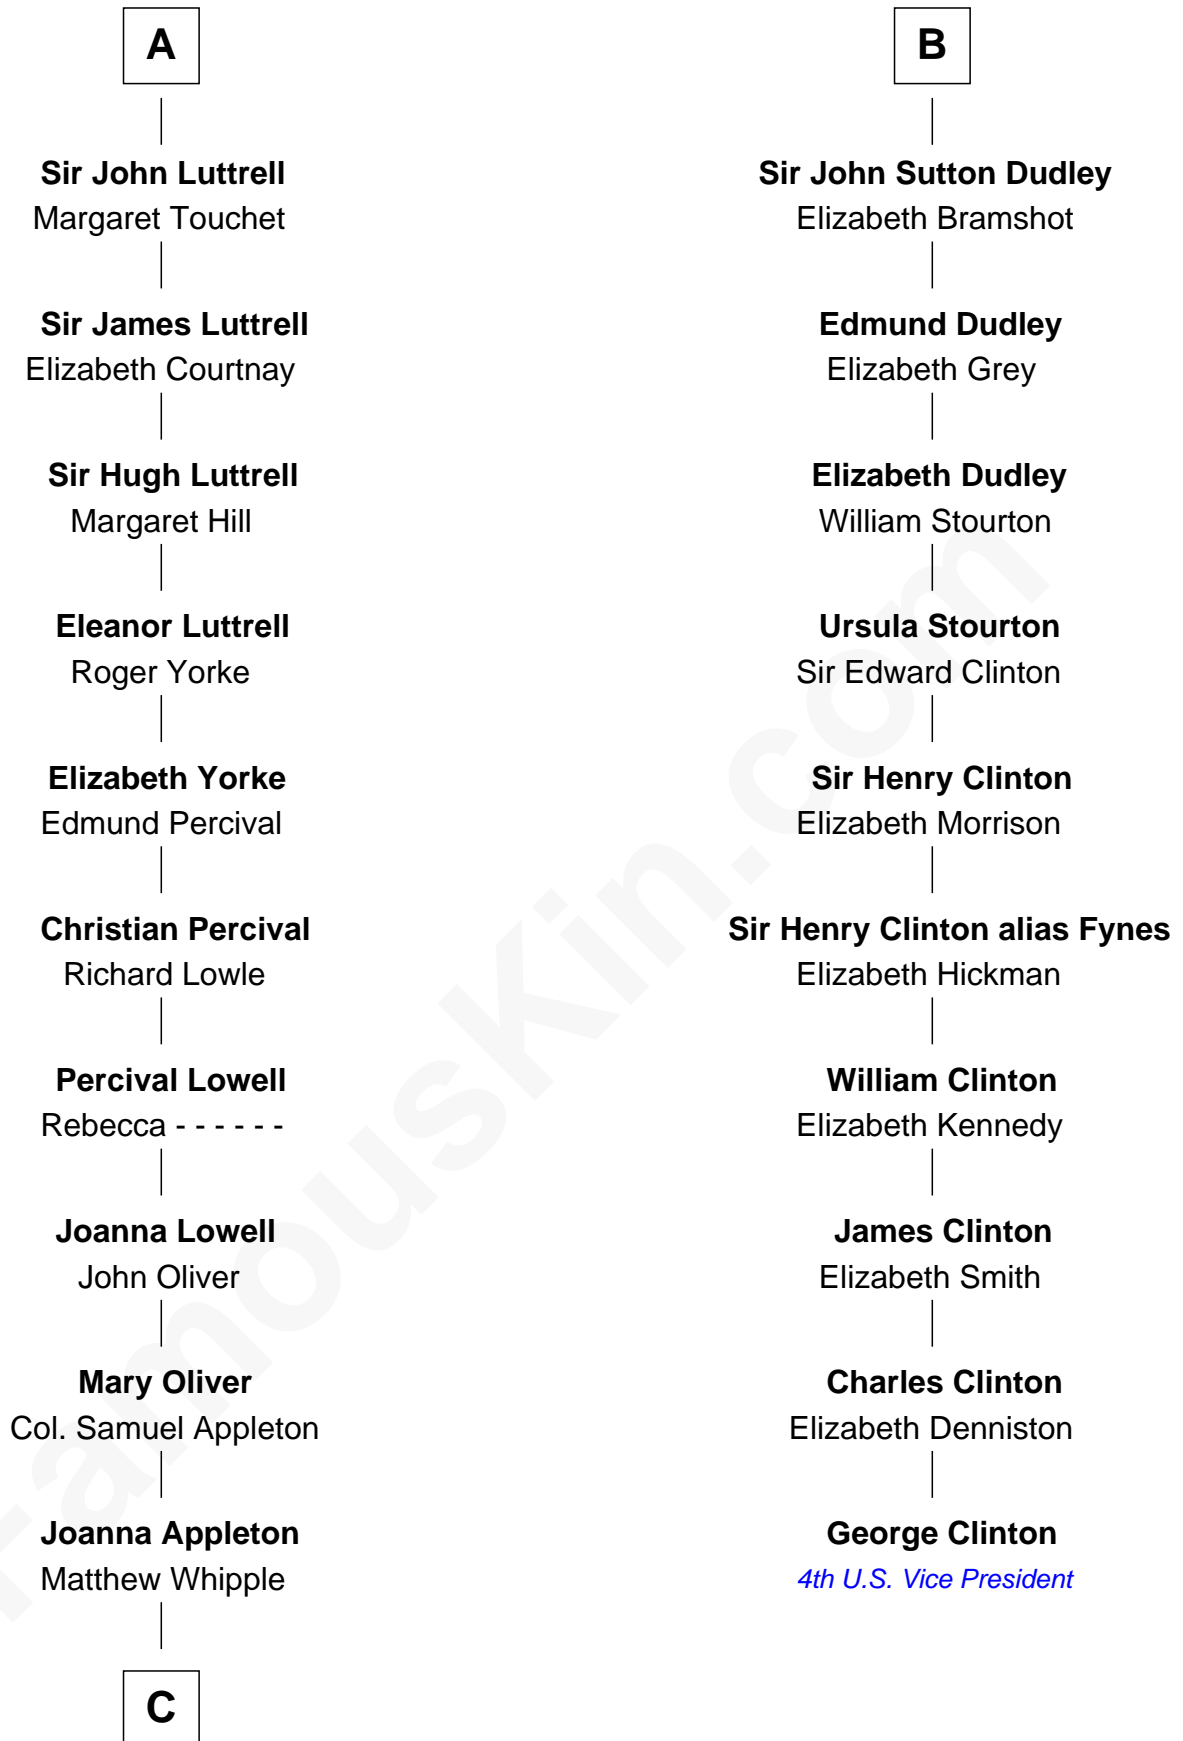 A
Sir John Luttrell
Margaret Touchet
Sir James Luttrell
Elizabeth Courtnay
Sir Hugh Luttrell
Margaret Hill
Eleanor Luttrell
Roger Yorke
Elizabeth Yorke
Edmund Percival
Christian Percival
Richard Lowle
Percival Lowell
Rebecca - - - - - -
Joanna Lowell
John Oliver
Mary Oliver
Col. Samuel Appleton
Joanna Appleton
Matthew Whipple
C
B
Sir John Sutton Dudley
Elizabeth Bramshot
Edmund Dudley
Elizabeth Grey
Elizabeth Dudley
William Stourton
Ursula Stourton
Sir Edward Clinton
Sir Henry Clinton
Elizabeth Morrison
Sir Henry Clinton alias Fynes
Elizabeth Hickman
William Clinton
Elizabeth Kennedy
James Clinton
Elizabeth Smith
Charles Clinton
Elizabeth Denniston
George Clinton
4th U.S. Vice President
FamousKin.com